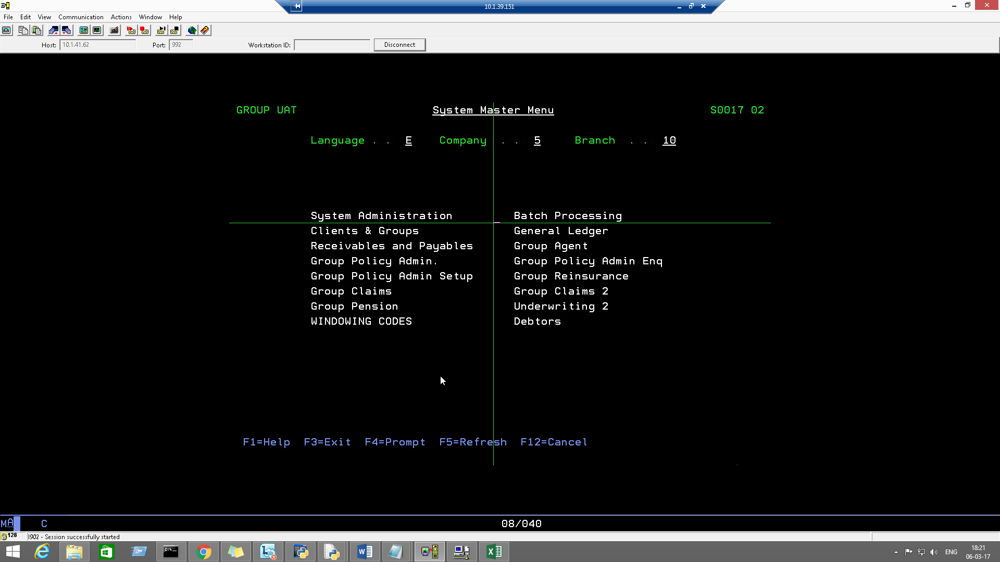 10.1.39.151
File Edit View Communication Actions Window Help
Host: 10.1.41.62 Port: 992 Workstation ID: Disconnect
GROUP UAT System Master Menu S0017 02
Language . . E Company . . 5 Branch . . 10
System Administration Batch Processing
Clients & Groups General Ledger
Receivables and Payables Group Agent
Group Policy Admin. Group Policy Admin Enq
Group Policy Admin Setup Group Reinsurance
Group Claims Group Claims 2
Group Pension Underwriting 2
WINDOWING CODES Debtors
F1=Help F3=Exit F4=Prompt F5=Refresh F12=Cancel
MA C 08/040
128 I902 - Session successfully started
ENG 18:21
06-03-17